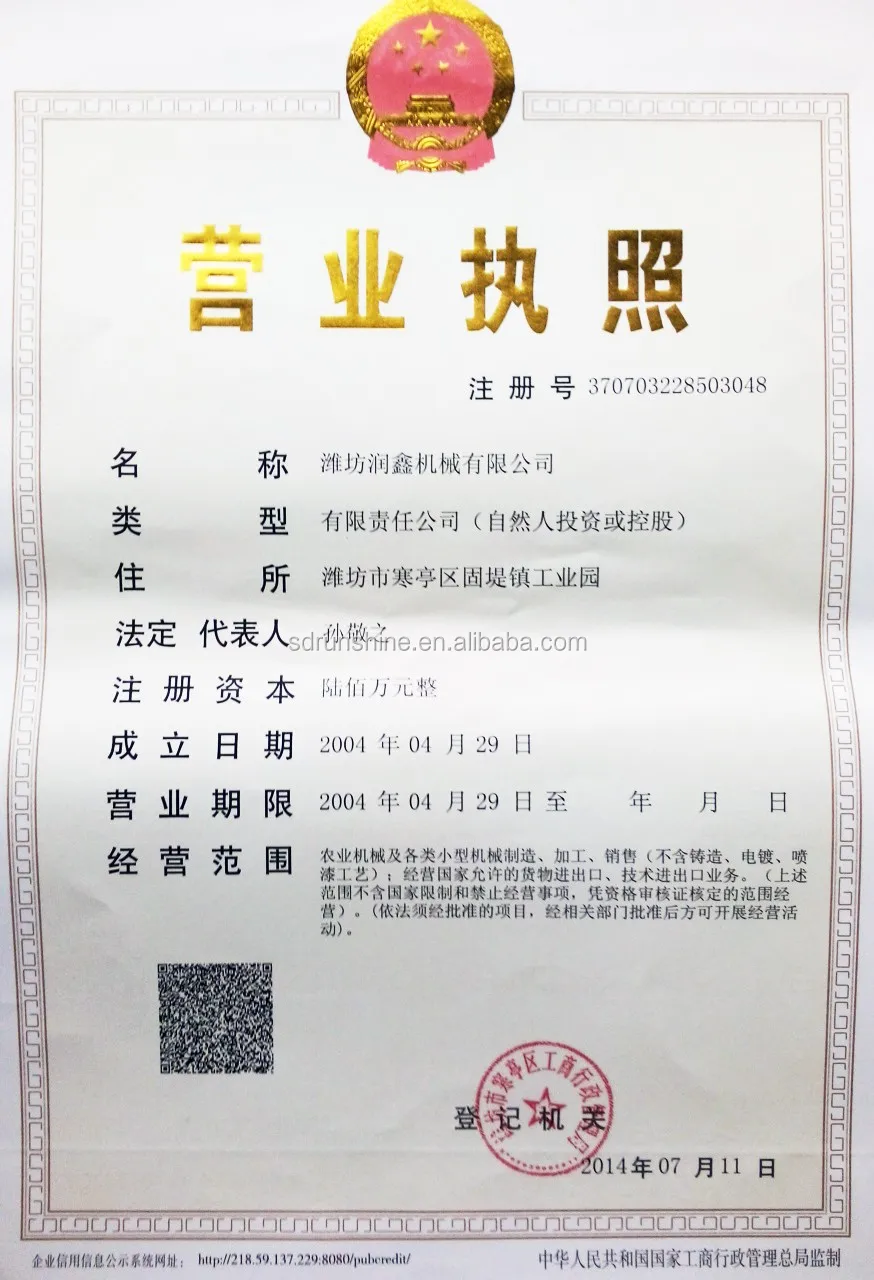 营业执照
注册号 370703228503048
名称 潍坊润鑫机械有限公司
类型 有限责任公司（自然人投资或控股）
住所 潍坊市寒亭区固堤镇工业园
法定代表人 孙敬之
sdrunshine.en.alibaba.com
注册资本 陆佰万元整
成立日期 2004 年 04 月 29 日
营业期限 2004 年 04 月 29 日 至 年 月 日
经营范围 农业机械及各类小型机械制造、加工、销售（不含铸造、电镀、喷
漆工艺）；经营国家允许的货物进出口、技术进出口业务。（上述
范围不含国家限制和禁止经营事项，凭资格审核证核定的范围经
营）。(依法须经批准的项目，经相关部门批准后方可开展经营活
动)。
潍坊市寒亭区工商行政管理局
登记机关
2014年07月11日
企业信用信息公示系统网址： http://218.59.137.229:8080/pubcredit/ 中华人民共和国国家工商行政管理总局监制